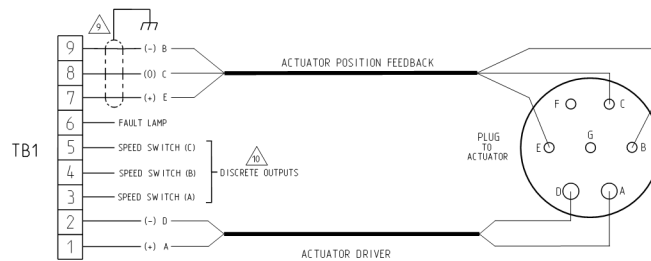 9
9 (-) B
8 (0) C
7 (+) E
6 FAULT LAMP
5 SPEED SWITCH (C)
4 SPEED SWITCH (B)
3 SPEED SWITCH (A)
2 (-) D
1 (+) A
TB1
10
DISCRETE OUTPUTS
ACTUATOR POSITION FEEDBACK
ACTUATOR DRIVER
PLUG
TO
ACTUATOR
F C
E G B
D A